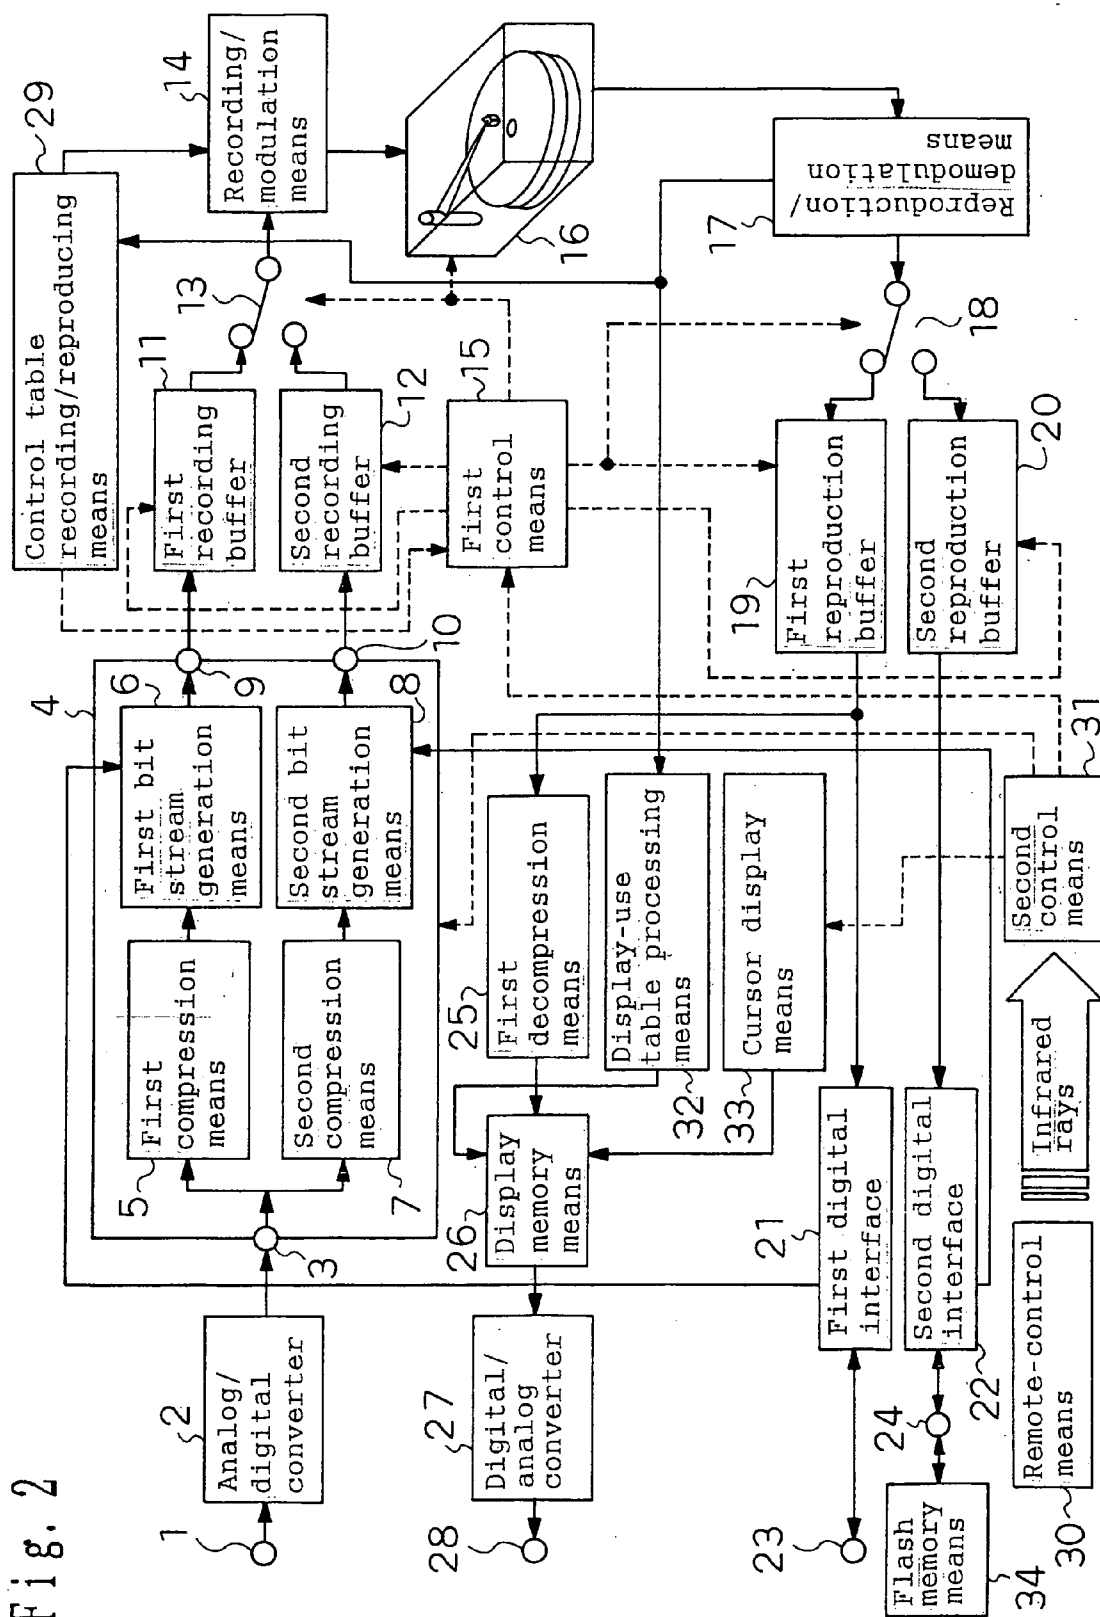 Fig. 2
1
2
Analog/
digital
converter
3
4
5
First
compression
means
6
First bit
stream
generation
means
7
Second
compression
means
8
Second bit
stream
generation
means
9
10
11
First
recording
buffer
12
Second
recording
buffer
13
14
Recording/
modulation
means
29
Control table
recording/reproducing
means
15
First
control
means
16
17
Reproduction/
demodulation
means
18
19
First
reproduction
buffer
20
Second
reproduction
buffer
25
First
decompression
means
32
Display-use
table processing
means
33
Cursor display
means
26
Display
memory
means
27
Digital/
analog
converter
28
21
First digital
interface
22
Second digital
interface
23
24
34
Flash
memory
means
30
Remote-control
means
Infrared
rays
31
Second
control
means